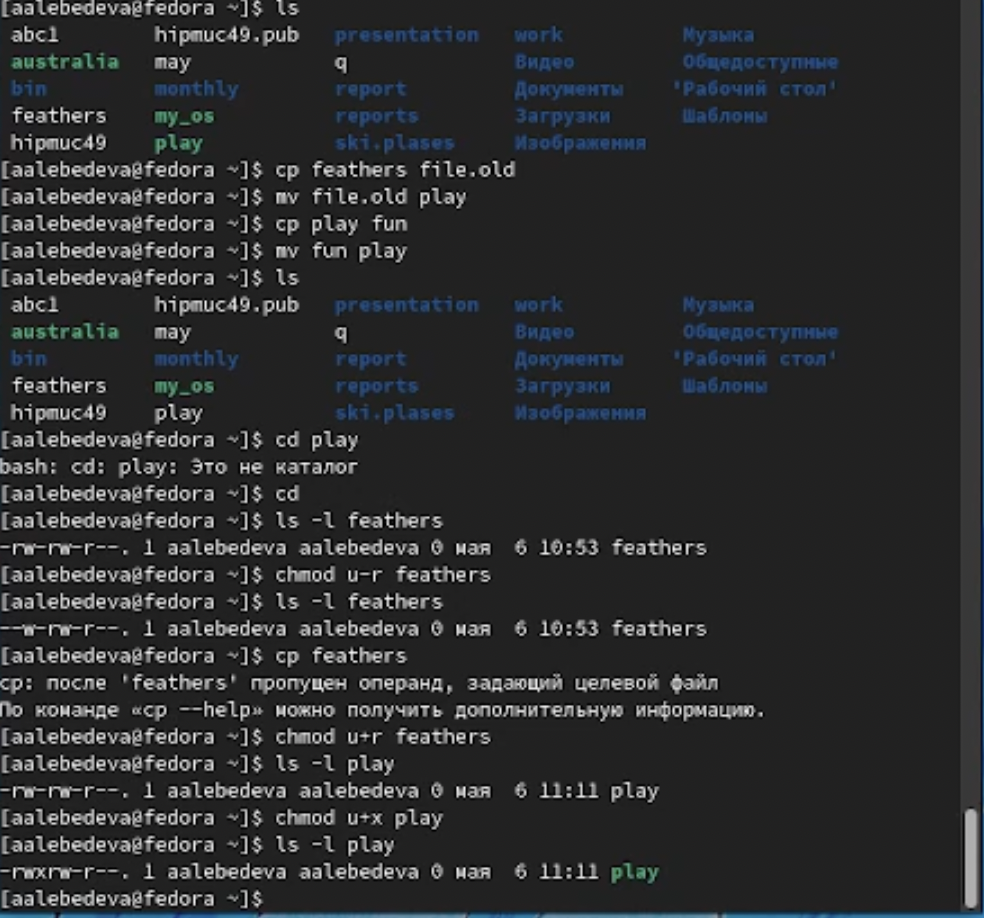 [aalebedeva@fedora ~]$ ls
abc1 hipmuc49.pub presentation work Музыка
australia may q Видео Общедоступные
bin monthly report Документы 'Рабочий стол'
feathers my_os reports Загрузки Шаблоны
hipmuc49 play ski.plases Изображения
[aalebedeva@fedora ~]$ cp feathers file.old
[aalebedeva@fedora ~]$ mv file.old play
[aalebedeva@fedora ~]$ cp play fun
[aalebedeva@fedora ~]$ mv fun play
[aalebedeva@fedora ~]$ ls
abc1 hipmuc49.pub presentation work Музыка
australia may q Видео Общедоступные
bin monthly report Документы 'Рабочий стол'
feathers my_os reports Загрузки Шаблоны
hipmuc49 play ski.plases Изображения
[aalebedeva@fedora ~]$ cd play
bash: cd: play: Это не каталог
[aalebedeva@fedora ~]$ cd
[aalebedeva@fedora ~]$ ls -l feathers
-rw-rw-r--. 1 aalebedeva aalebedeva 0 мая 6 10:53 feathers
[aalebedeva@fedora ~]$ chmod u-r feathers
[aalebedeva@fedora ~]$ ls -l feathers
--w-rw-r--. 1 aalebedeva aalebedeva 0 мая 6 10:53 feathers
[aalebedeva@fedora ~]$ cp feathers
cp: после 'feathers' пропущен операнд, задающий целевой файл
По команде «cp --help» можно получить дополнительную информацию.
[aalebedeva@fedora ~]$ chmod u+r feathers
[aalebedeva@fedora ~]$ ls -l play
-rw-rw-r--. 1 aalebedeva aalebedeva 0 мая 6 11:11 play
[aalebedeva@fedora ~]$ chmod u+x play
[aalebedeva@fedora ~]$ ls -l play
-rwxrw-r--. 1 aalebedeva aalebedeva 0 мая 6 11:11 play
[aalebedeva@fedora ~]$